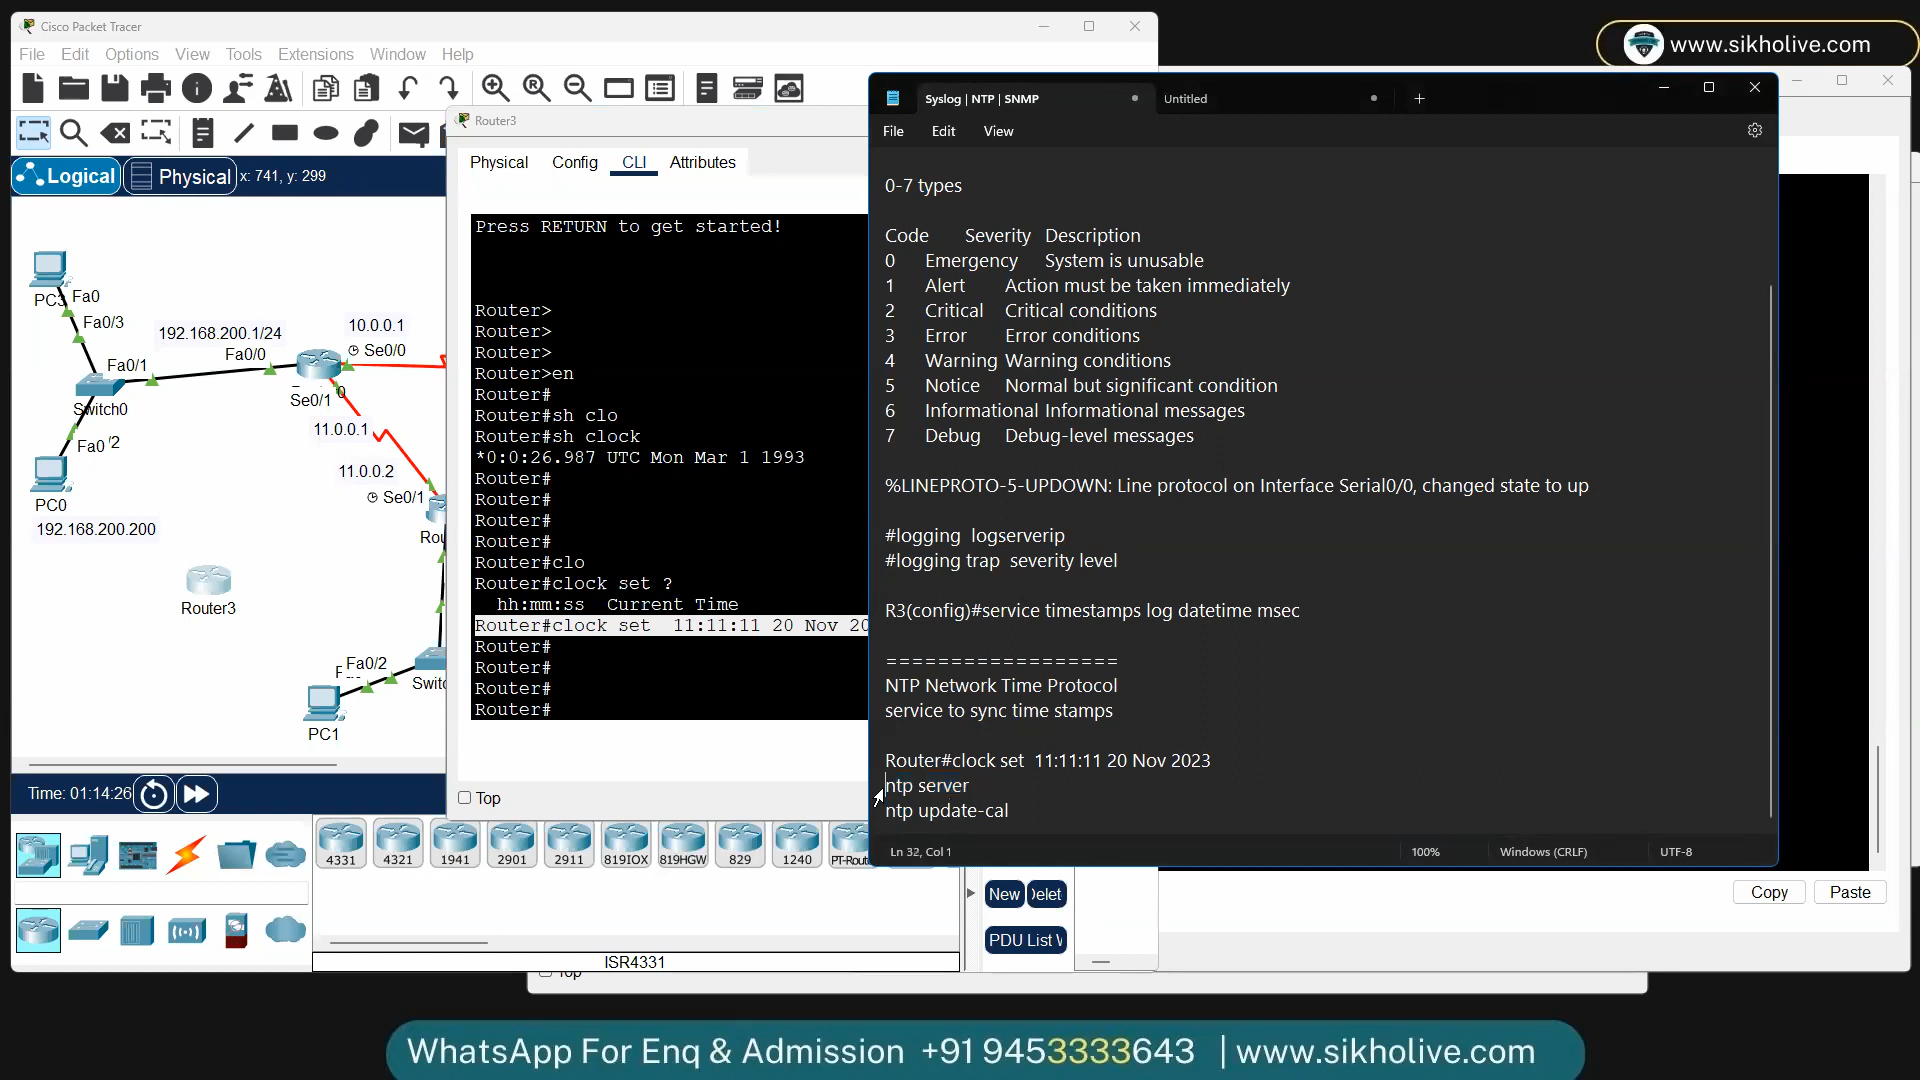 Cisco Packet Tracer
File Edit Options View Tools Extensions Window Help
www.sikholive.com
Logical
Physical
x: 741, y: 299
Router3
Physical Config CLI Attributes
Press RETURN to get started!
Router>
Router>
Router>
Router>en
Router#
Router#sh clo
Router#sh clock
*0:0:26.987 UTC Mon Mar 1 1993
Router#
Router#
Router#
Router#
Router#clo
Router#clock set ?
hh:mm:ss Current Time
Router#clock set 11:11:11 20 Nov 20
Router#
Router#
Router#
Router#
Top
PC3
Fa0
Fa0/3
192.168.200.1/24
Fa0/0
10.0.0.1
Se0/0
Fa0/1
Switch0
Se0/1
11.0.0.1
11.0.0.2
Se0/1
PC0
192.168.200.200
Router3
Fa0/2
PC1
Time: 01:14:26
4331 4321 1941 2901 2911 819IOX 819HGW 829 1240
ISR4331
New
PDU List
Top
Copy
Paste
Syslog | NTP | SNMP
Untitled
File Edit View
0-7 types
Code Severity Description
0 Emergency System is unusable
1 Alert Action must be taken immediately
2 Critical Critical conditions
3 Error Error conditions
4 Warning Warning conditions
5 Notice Normal but significant condition
6 Informational Informational messages
7 Debug Debug-level messages
%LINEPROTO-5-UPDOWN: Line protocol on Interface Serial0/0, changed state to up
#logging logserverip
#logging trap severity level
R3(config)#service timestamps log datetime msec
==================
NTP Network Time Protocol
service to sync time stamps
Router#clock set 11:11:11 20 Nov 2023
ntp server
ntp update-cal
Ln 32, Col 1
100%
Windows (CRLF)
UTF-8
WhatsApp For Enq & Admission +91 9453333643 | www.sikholive.com